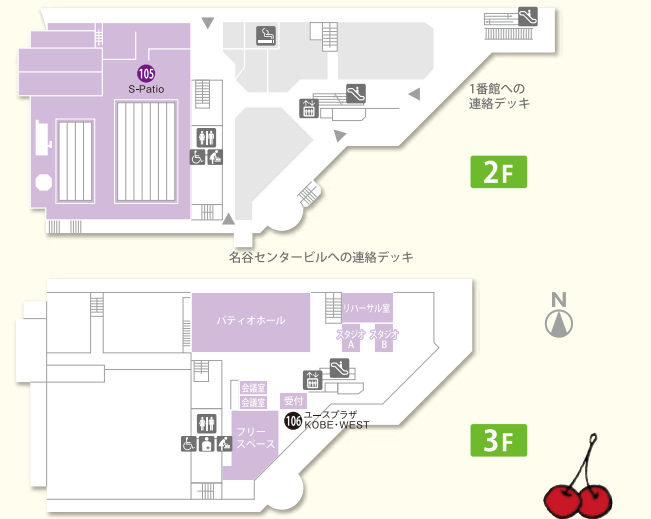 105
S-Patio
1番館への
連絡デッキ
2F
名谷センタービルへの連絡デッキ
N
パティオホール
リハーサル室
スタジオ
A
スタジオ
B
会議室
会議室
受付
106
ユースプラザ
KOBE・WEST
フリー
スペース
3F